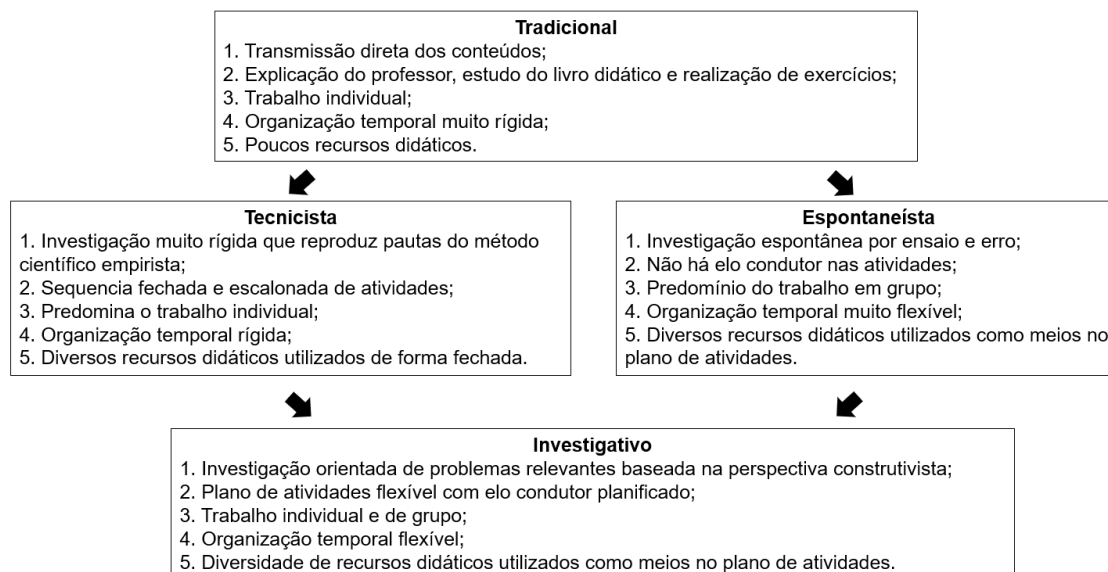 Tradicional
1. Transmissão direta dos conteúdos;
2. Explicação do professor, estudo do livro didático e realização de exercícios;
3. Trabalho individual;
4. Organização temporal muito rígida;
5. Poucos recursos didáticos.
Tecnicista
1. Investigação muito rígida que reproduz pautas do método
científico empirista;
2. Sequencia fechada e escalonada de atividades;
3. Predomina o trabalho individual;
4. Organização temporal rígida;
5. Diversos recursos didáticos utilizados de forma fechada.
Espontaneísta
1. Investigação espontânea por ensaio e erro;
2. Não há elo condutor nas atividades;
3. Predomínio do trabalho em grupo;
4. Organização temporal muito flexível;
5. Diversos recursos didáticos utilizados como meios no
plano de atividades.
Investigativo
1. Investigação orientada de problemas relevantes baseada na perspectiva construtivista;
2. Plano de atividades flexível com elo condutor planificado;
3. Trabalho individual e de grupo;
4. Organização temporal flexível;
5. Diversidade de recursos didáticos utilizados como meios no plano de atividades.